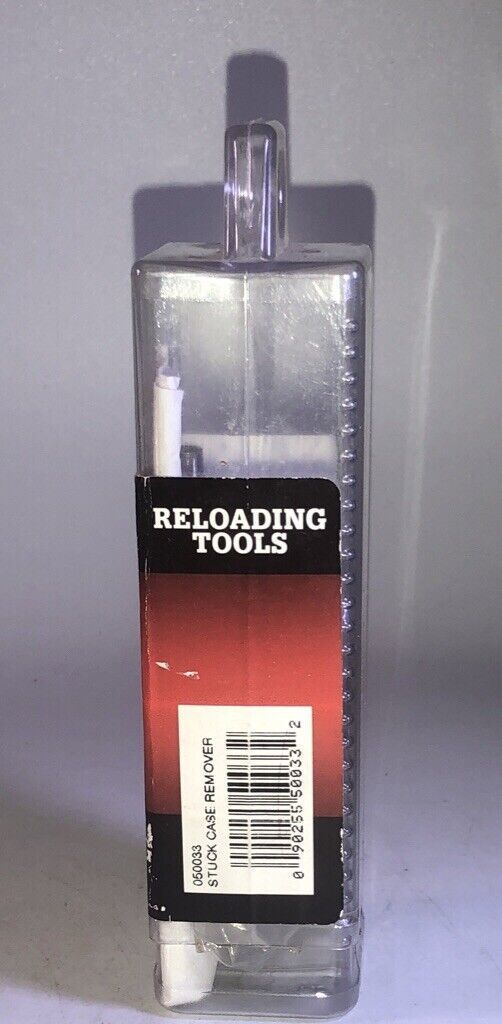 RELOADING
TOOLS
050033
STUCK CASE REMOVER
0 90255 50033 2